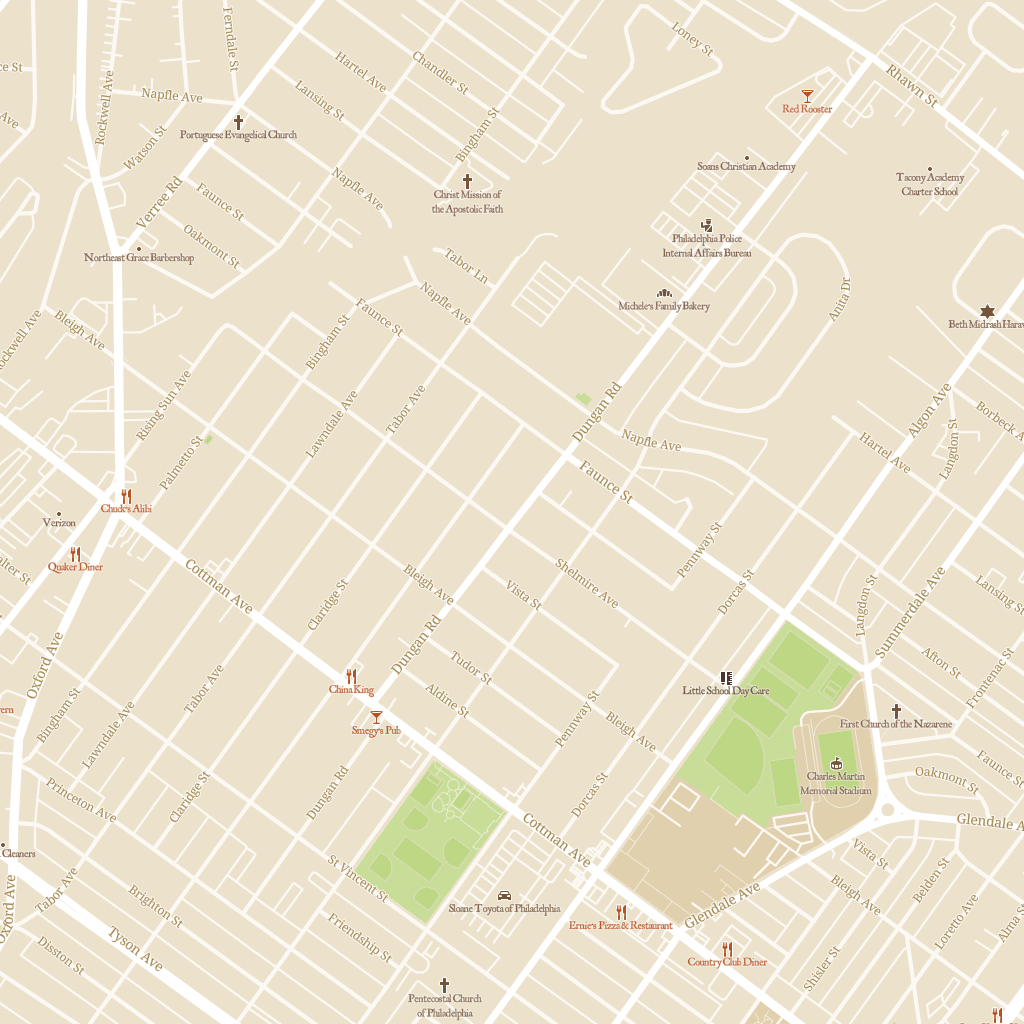 Ferndale St
Loney St
Chandler St
Hartel Ave
Rhawn St
Rockwell Ave
Napfle Ave
Lansing St
Red Rooster
Portuguese Evangelical Church
Bingham St
Watson St
Soans Christian Academy
Tacony Academy
Charter School
Verree Rd
Faunce St
Napfle Ave
Christ Mission of
the Apostolic Faith
Philadelphia Police
Internal Affairs Bureau
Oakmont St
Northeast Grace Barbershop
Tabor Ln
Anita Dr
Michele's Family Bakery
Napfle Ave
Faunce St
Bleigh Ave
Beth Midrash Harav
Bingham St
Rising Sun Ave
Lawndale Ave
Tabor Ave
Dungan Rd
Algon Ave
Borbeck A
Langdon St
Napfle Ave
Hartel Ave
Palmetto St
Faunce St
Chuck's Alibi
Verizon
Quaker Diner
Pennway St
Cottman Ave
Claridge St
Bleigh Ave
Vista St
Shelmire Ave
Dorcas St
Langdon St
Summerdale Ave
Lansing St
Dungan Rd
Oxford Ave
Tabor Ave
Tudor St
Aldine St
Afton St
Frontenac St
China King
Smegy's Pub
Little School Day Care
Bingham St
Lawndale Ave
Pennway St
Bleigh Ave
First Church of the Nazarene
Charles Martin
Memorial Stadium
Faunce St
Oakmont St
Princeton Ave
Claridge St
Dungan Rd
Dorcas St
Cottman Ave
Glendale A
Vista St
Cleaners
St Vincent St
Tabor Ave
Oxford Ave
Brighton St
Sloane Toyota of Philadelphia
Bleigh Ave
Belden St
Glendale Ave
Ernie's Pizza & Restaurant
Loretto Ave
Alma S
Disston St
Tyson Ave
Friendship St
Country Club Diner
Shisler St
Pentecostal Church
of Philadelphia